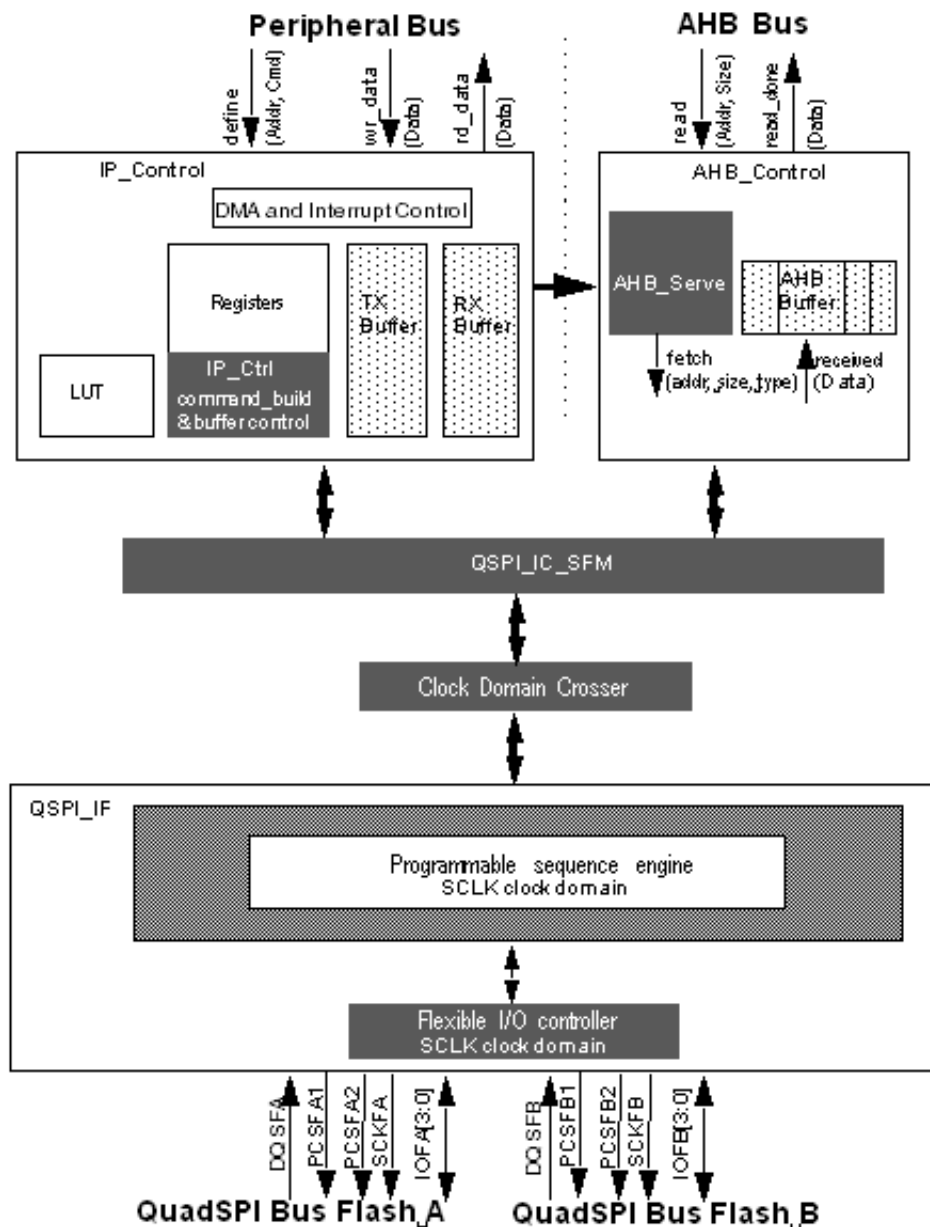 Peripheral Bus
AHB Bus
define
(Addr, Cmd)
wr_data
(Data)
rd_data
(Data)
read
(Addr, Size)
read_done
(Data)
IP_Control
AHB_Control
DMA and Interrupt Control
Registers
TX
Buffer
RX
Buffer
AHB_Serve
AHB
Buffer
LUT
IP_Ctrl
command_build
& buffer control
fetch
(addr, size, type)
received
(Data)
QSPI_IC_SFM
Clock Domain Crosser
QSPI_IF
Programmable sequence engine
SCLK clock domain
Flexible I/O controller
SCLK clock domain
DQSFA
PCSFA1
PCSFA2
SCKFA
IOFA[3:0]
DQSFB
PCSFB1
PCSFB2
SCKFB
IOFB[3:0]
QuadSPI Bus Flash_A
QuadSPI Bus Flash_B